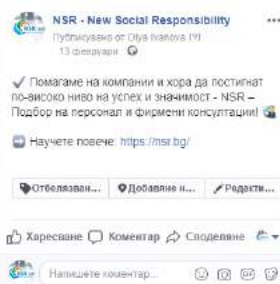 NSR - New Social Responsibility
Публикувано от Olya Ivanova
13 февруари
Помагаме на компании и хора да постигнат
по-високо ниво на успех и значимост - NSR –
Подбор на персонал и фирмени консултации!
Научете повече: https://nsr.bg/
Отбелязван... Добавяне н... Редакти...
Харесване Коментар Споделяне
Напишете коментар...